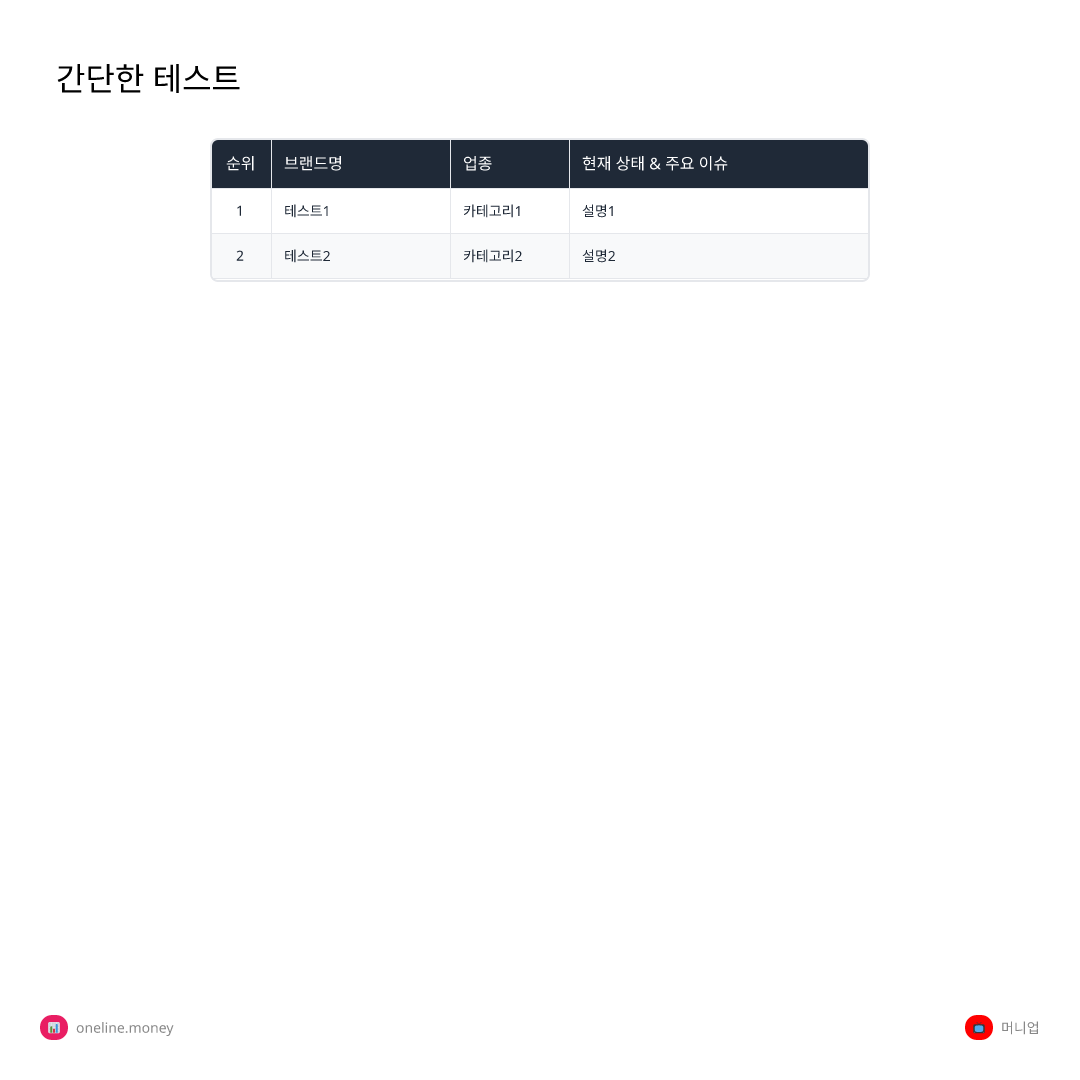 간단한 테스트
순위 브랜드명 업종 현재 상태 & 주요 이슈
1 테스트1 카테고리1 설명1
2 테스트2 카테고리2 설명2
oneline.money 머니업